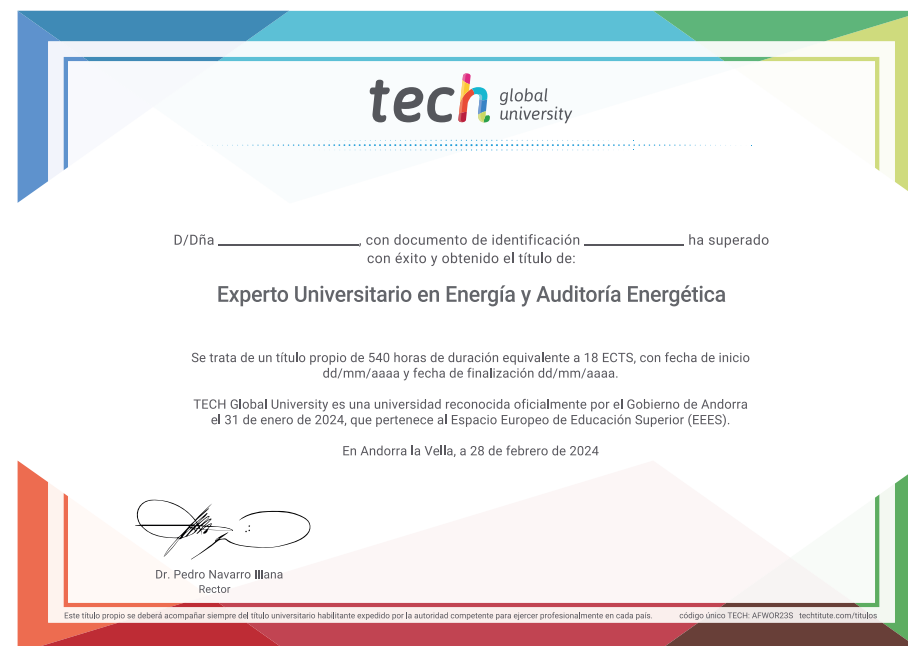 tech global
university
D/Dña ____________, con documento de identificación ____________ ha superado
con éxito y obtenido el título de:
Experto Universitario en Energía y Auditoría Energética
Se trata de un título propio de 540 horas de duración equivalente a 18 ECTS, con fecha de inicio
dd/mm/aaaa y fecha de finalización dd/mm/aaaa.
TECH Global University es una universidad reconocida oficialmente por el Gobierno de Andorra
el 31 de enero de 2024, que pertenece al Espacio Europeo de Educación Superior (EEES).
En Andorra la Vella, a 28 de febrero de 2024
Dr. Pedro Navarro Illana
Rector
Este título propio se deberá acompañar siempre del título universitario habilitante expedido por la autoridad competente para ejercer profesionalmente en cada país. código único TECH: AFWOR23S techtitute.com/titulos